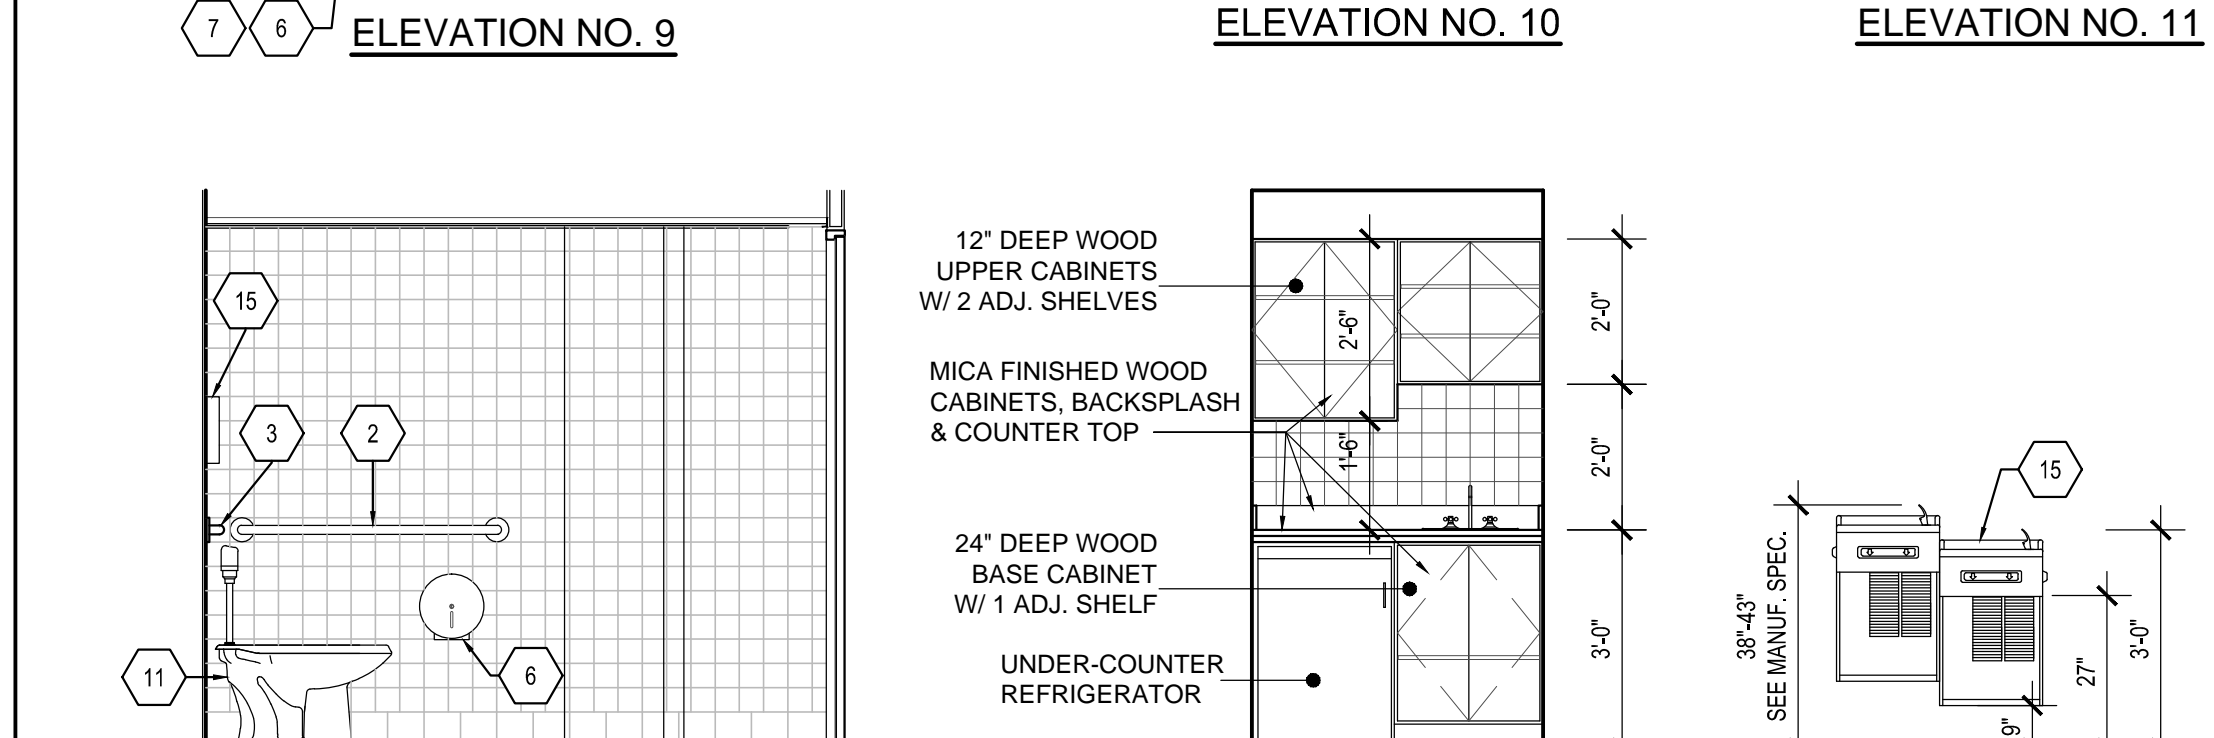 7
6
ELEVATION NO. 9
ELEVATION NO. 10
ELEVATION NO. 11
15
3
2
6
11
12" DEEP WOOD
UPPER CABINETS
W/ 2 ADJ. SHELVES
MICA FINISHED WOOD
CABINETS, BACKSPLASH
& COUNTER TOP
24" DEEP WOOD
BASE CABINET
W/ 1 ADJ. SHELF
UNDER-COUNTER
REFRIGERATOR
2'-6"
1'-6"
2'-0"
2'-0"
3'-0"
15
38"-43"
SEE MANUF. SPEC.
9"
27"
3'-0"